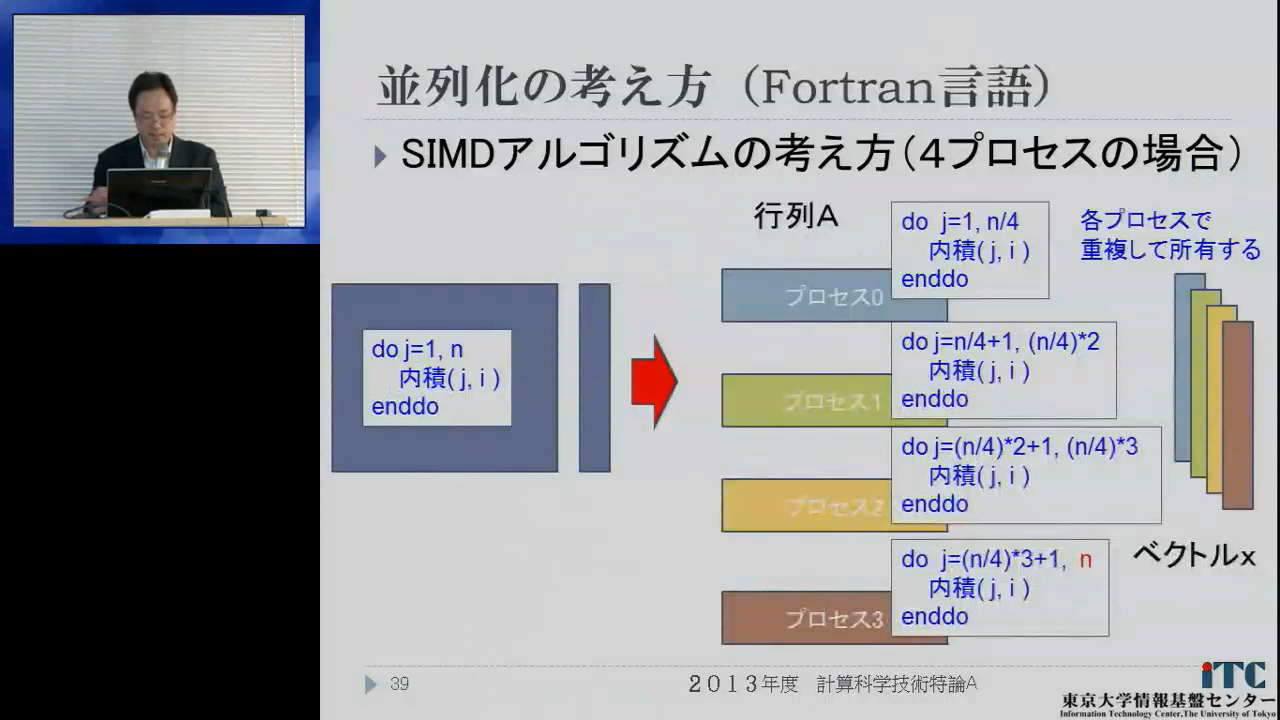 並列化の考え方（Fortran言語）
SIMDアルゴリズムの考え方（４プロセスの場合）
do j=1, n
内積( j, i )
enddo
行列A
プロセス0
do j=1, n/4
内積( j, i )
enddo
プロセス1
do j=n/4+1, (n/4)*2
内積( j, i )
enddo
プロセス2
do j=(n/4)*2+1, (n/4)*3
内積( j, i )
enddo
プロセス3
do j=(n/4)*3+1, n
内積( j, i )
enddo
各プロセスで
重複して所有する
ベクトルx
39
２０１３年度 計算科学技術特論A
iTC
東京大学情報基盤センター
Information Technology Center,The University of Tokyo